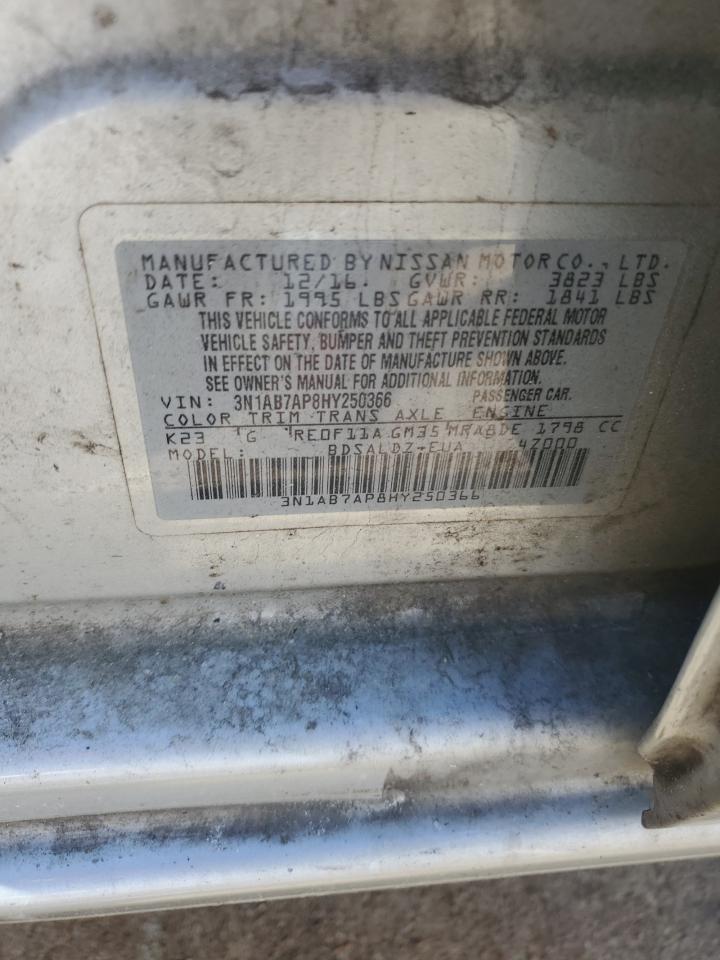 MANUFACTURED BY NISSAN MOTOR CO., LTD.
DATE: 12/16. GVWR: 3823 LBS
GAWR FR: 1995 LBS GAWR RR: 1841 LBS
THIS VEHICLE CONFORMS TO ALL APPLICABLE FEDERAL MOTOR
VEHICLE SAFETY, BUMPER AND THEFT PREVENTION STANDARDS
IN EFFECT ON THE DATE OF MANUFACTURE SHOWN ABOVE.
SEE OWNER'S MANUAL FOR ADDITIONAL INFORMATION.
VIN: 3N1AB7AP8HY250366 PASSENGER CAR.
COLOR TRIM TRANS AXLE ENGINE
K23 G RE0F11A GM35 MRA8DE 1798 CC
MODEL: BDSALDZ-EUA 47000
3N1AB7AP8HY250366